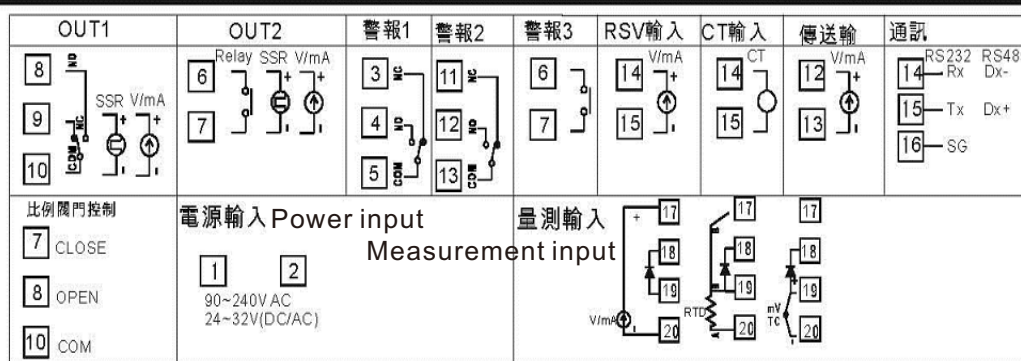 OUT1
8 NO
9 NC
10 COM
SSR V/mA
+ +
- -
OUT2
Relay SSR V/mA
6
7
+ +
- -
警報1
3 NC
4 NO
5 COM
警報2
11 NC
12 NO
13 COM
警報3
6
7
RSV輸入
V/mA
14 +
15 -
CT輸入
CT
14
15
傳送輸
V/mA
12 +
13 -
通訊
RS232 RS48
14 Rx Dx-
15 Tx Dx+
16 SG
比例閥門控制
7 CLOSE
8 OPEN
10 COM
電源輸入Power input
1 2
90~240V AC
24~32V(DC/AC)
量測輸入
Measurement input
+ 17
18
19
V/mA - 20
17
18
19
RTD A 20
17
18
+ 19
mV
TC
- 20